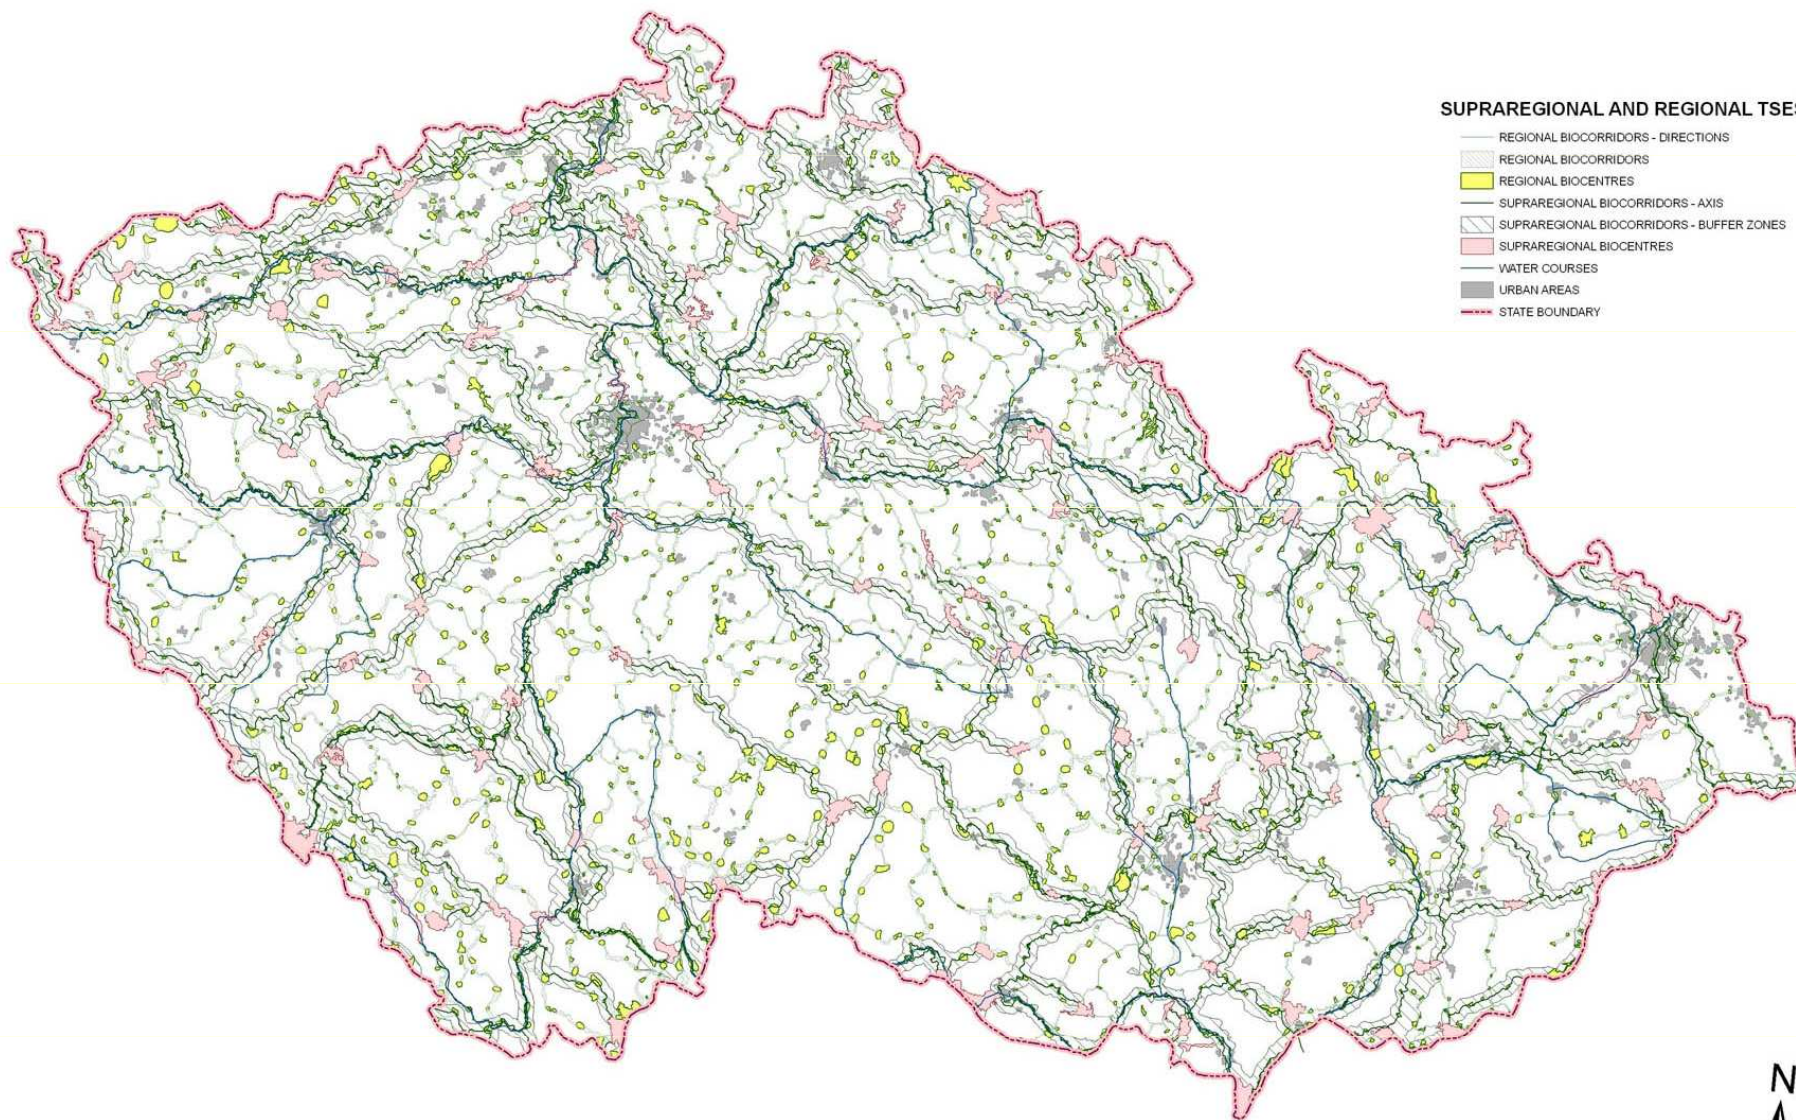 SUPRAREGIONAL AND REGIONAL TSES
REGIONAL BIOCORRIDORS - DIRECTIONS
REGIONAL BIOCORRIDORS
REGIONAL BIOCENTRES
SUPRAREGIONAL BIOCORRIDORS - AXIS
SUPRAREGIONAL BIOCORRIDORS - BUFFER ZONES
SUPRAREGIONAL BIOCENTRES
WATER COURSES
URBAN AREAS
STATE BOUNDARY
N